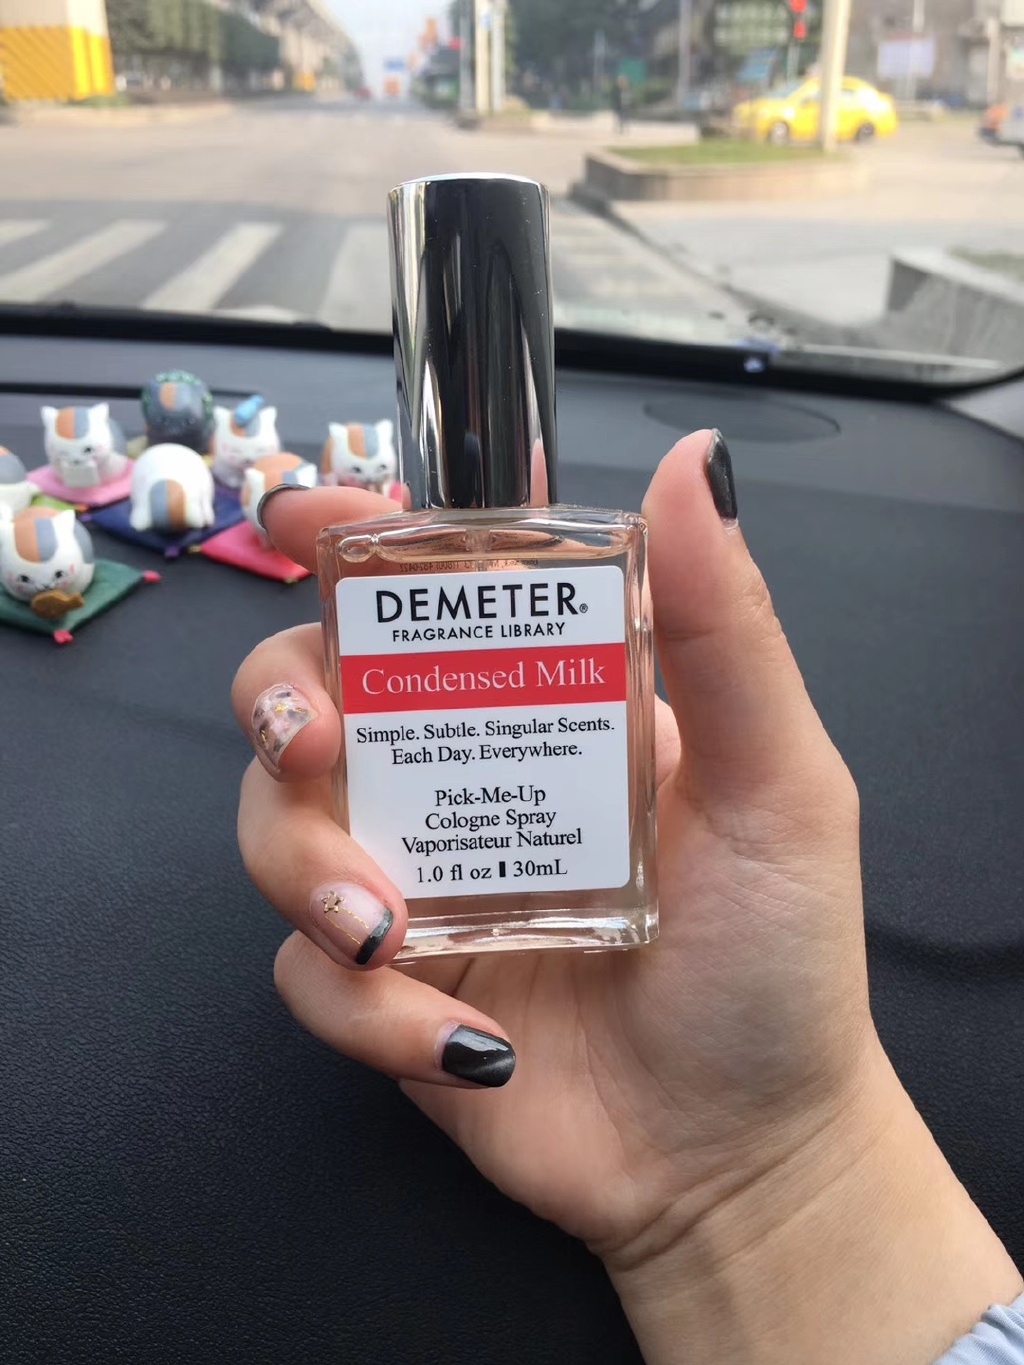 DEMETER®
FRAGRANCE LIBRARY
Condensed Milk
Simple. Subtle. Singular Scents.
Each Day. Everywhere.
Pick-Me-Up
Cologne Spray
Vaporisateur Naturel
1.0 fl oz ▮ 30mL